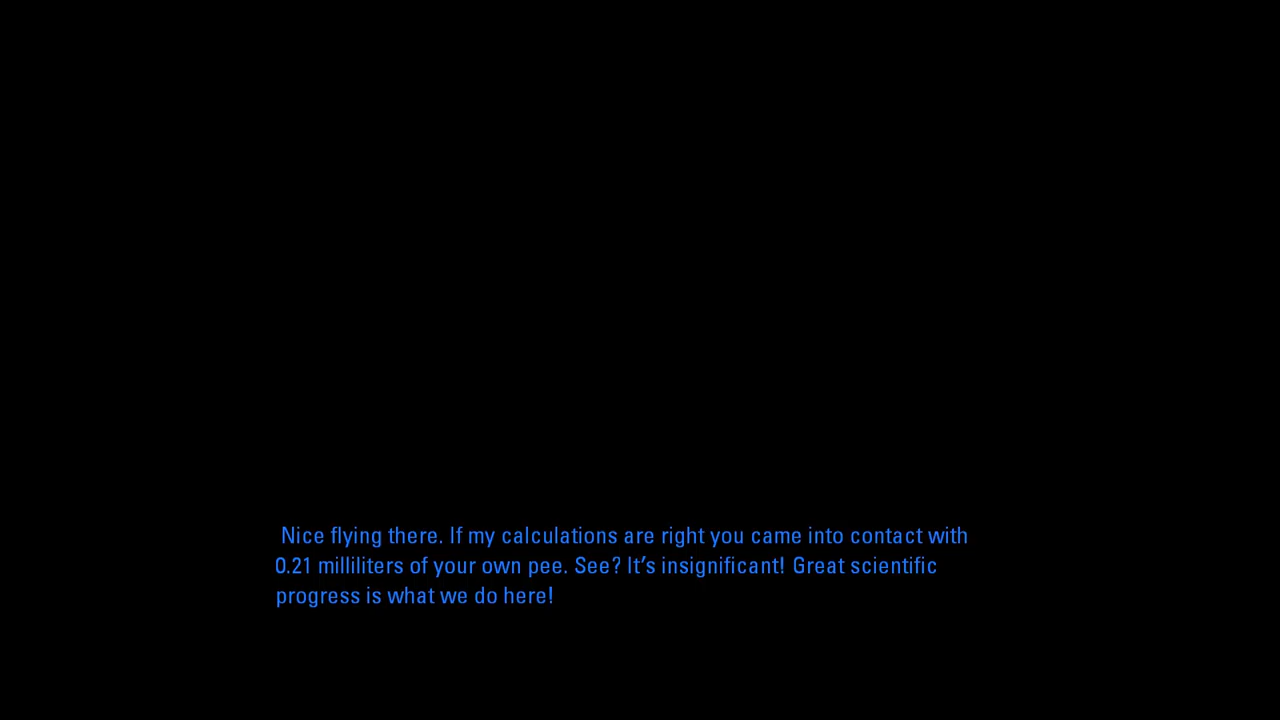 Nice flying there. If my calculations are right you came into contact with
0.21 milliliters of your own pee. See? It’s insignificant! Great scientific
progress is what we do here!